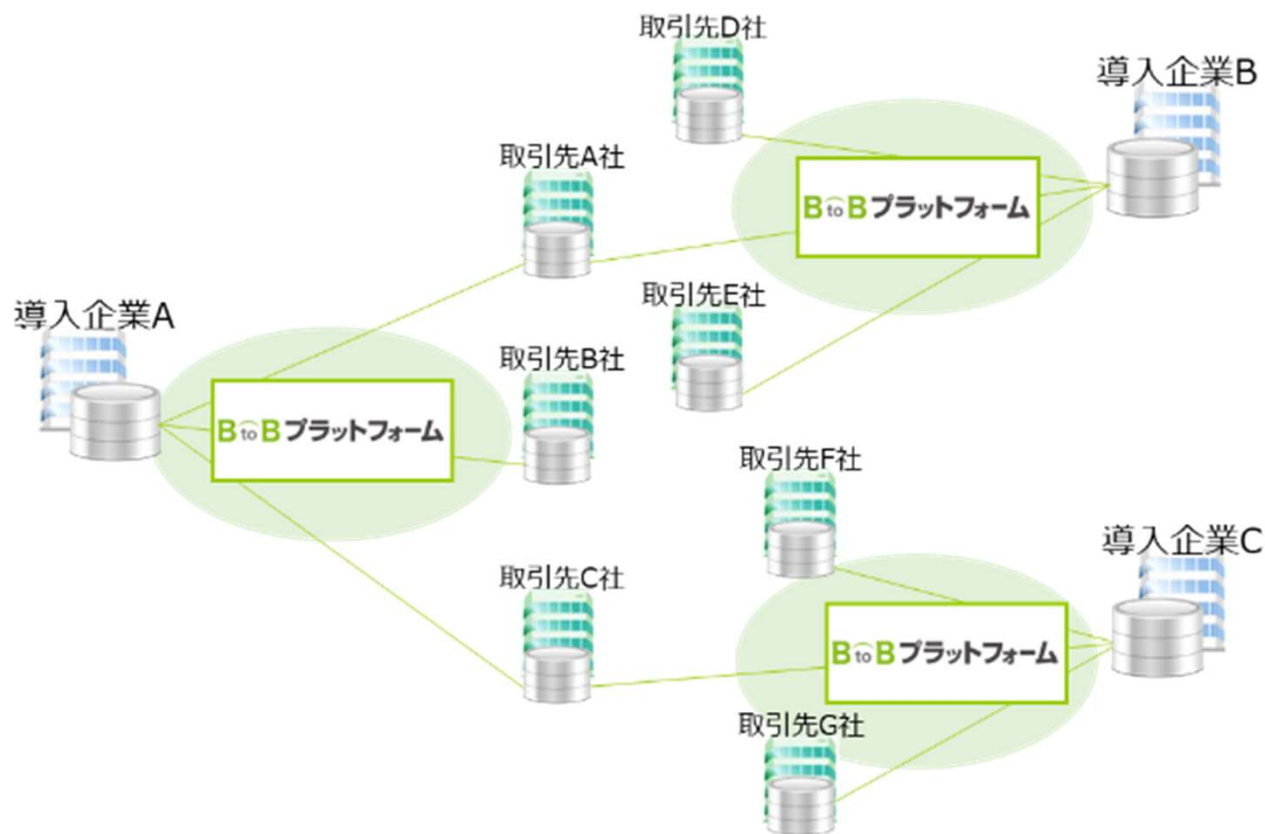 取引先D社
導入企業B
取引先A社
BtoBプラットフォーム
取引先E社
導入企業A
取引先B社
BtoBプラットフォーム
取引先F社
導入企業C
取引先C社
BtoBプラットフォーム
取引先G社